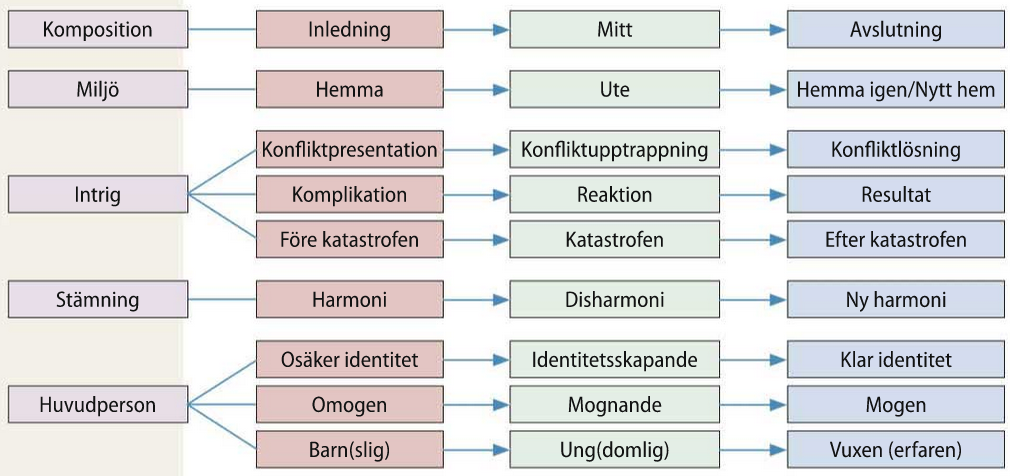 Komposition Inledning Mitt Avslutning
Miljö Hemma Ute Hemma igen/Nytt hem
Konfliktpresentation Konfliktupptrappning Konfliktlösning
Intrig Komplikation Reaktion Resultat
Före katastrofen Katastrofen Efter katastrofen
Stämning Harmoni Disharmoni Ny harmoni
Osäker identitet Identitetsskapande Klar identitet
Huvudperson Omogen Mognande Mogen
Barn(slig) Ung(domlig) Vuxen (erfaren)